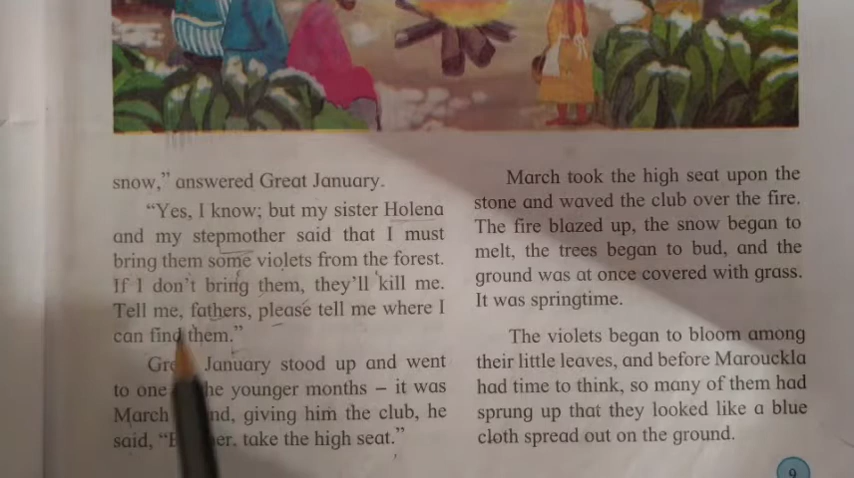 snow,” answered Great January.
“Yes, I know; but my sister Holena
and my stepmother said that I must
bring them some violets from the forest.
If I don’t bring them, they’ll kill me.
Tell me, fathers, please tell me where I
can find them.”
January stood up and went
to one he younger months – it was
March nd, giving him the club, he
said, take the high seat.”
March took the high seat upon the
stone and waved the club over the fire.
The fire blazed up, the snow began to
melt, the trees began to bud, and the
ground was at once covered with grass.
It was springtime.
The violets began to bloom among
their little leaves, and before Marouckla
had time to think, so many of them had
sprung up that they looked like a blue
cloth spread out on the ground.
9